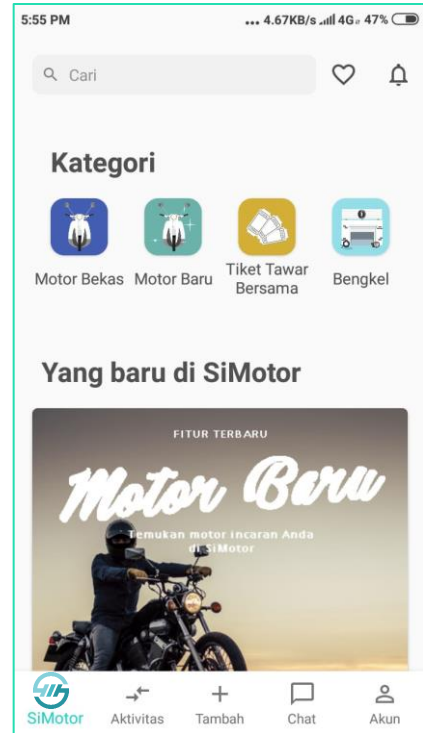 5:55 PM ... 4.67KB/s 4G 47%
Cari
Kategori
Motor Bekas
Motor Baru
Tiket Tawar
Bersama
Bengkel
Yang baru di SiMotor
FITUR TERBARU
Motor Baru
Temukan motor incaran Anda
di SiMotor
SiMotor
Aktivitas
Tambah
Chat
Akun